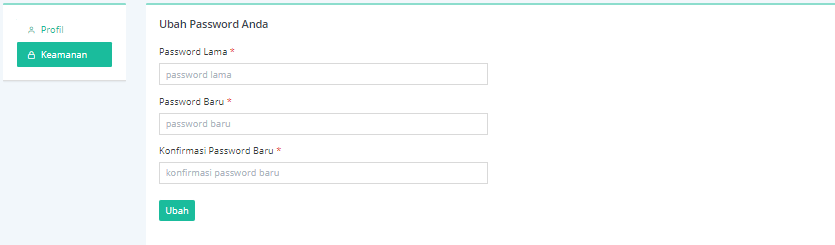 Profil
Keamanan
Ubah Password Anda
Password Lama *
password lama
Password Baru *
password baru
Konfirmasi Password Baru *
konfirmasi password baru
Ubah